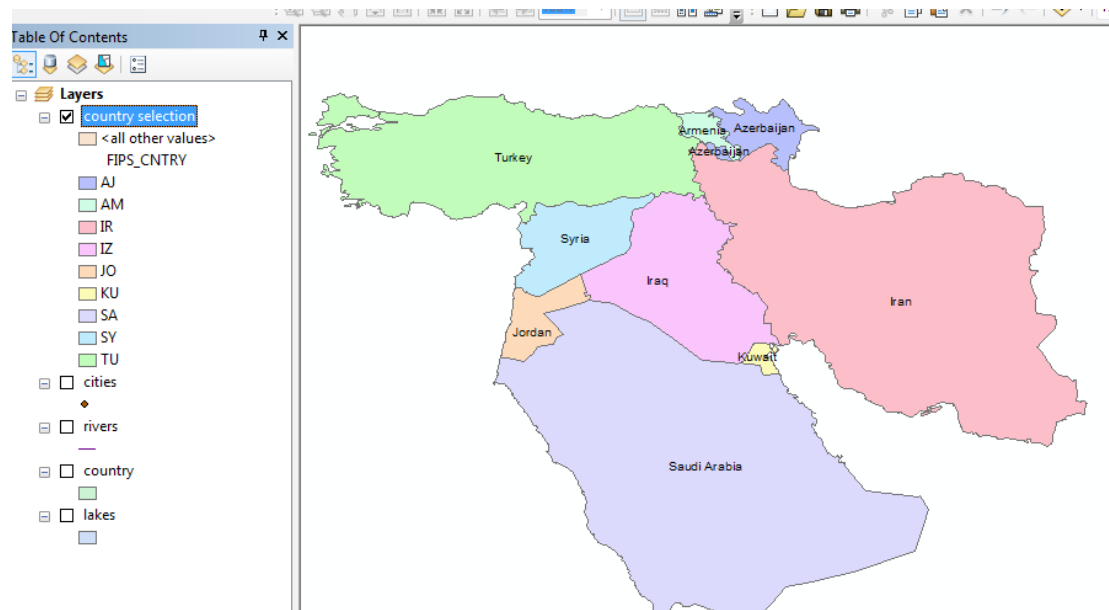 Table Of Contents
Layers
country selection
<all other values>
FIPS_CNTRY
AJ
AM
IR
IZ
JO
KU
SA
SY
TU
cities
rivers
country
lakes
Armenia
Azerbaijan
Azerbaijan
Turkey
Syria
Iraq
Iran
Jordan
Kuwait
Saudi Arabia